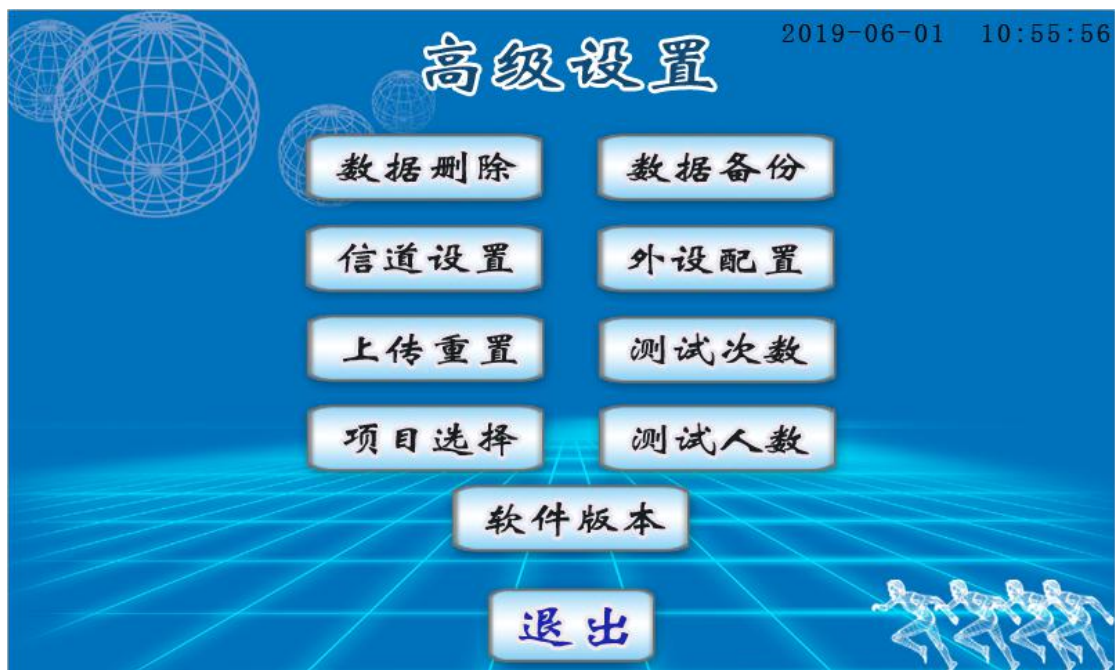 2019-06-01 10:55:56
高级设置
数据删除 数据备份
信道设置 外设配置
上传重置 测试次数
项目选择 测试人数
软件版本
退出